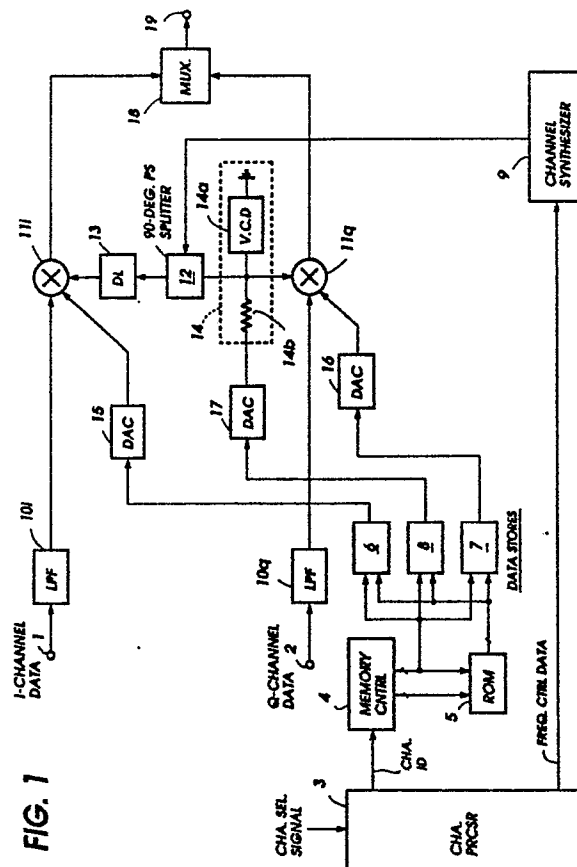 FIG. 1
I-CHANNEL
DATA
1
10i
LPF
11i
DL
13
90-DEG. PS
SPLITTER
12
14
14a
V.C.D
14b
MUX.
18
19
15
DAC
17
DAC
16
DAC
11q
Q-CHANNEL
DATA
2
10q
LPF
6
8
7
DATA STORES
4
MEMORY
CNTRL
5
ROM
CHA.
ID
CHA. SEL.
SIGNAL
3
CHA.
PRCSR
FREQ. CTRL DATA
9
CHANNEL
SYNTHESIZER